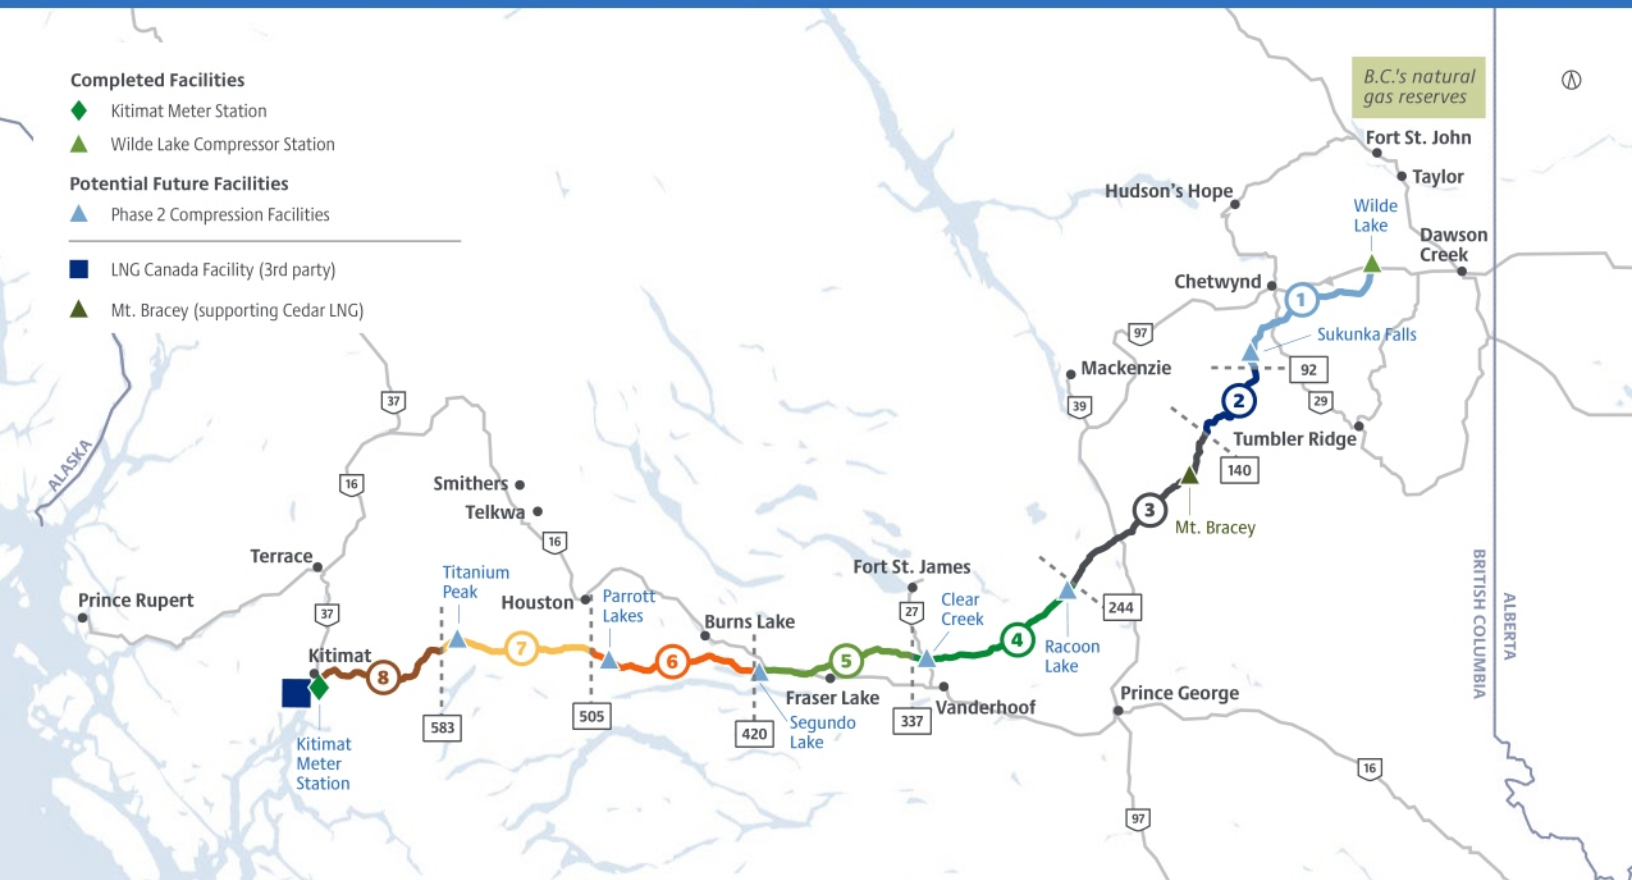 Completed Facilities
Kitimat Meter Station
Wilde Lake Compressor Station
Potential Future Facilities
Phase 2 Compression Facilities
LNG Canada Facility (3rd party)
Mt. Bracey (supporting Cedar LNG)
B.C.'s natural
gas reserves
Fort St. John
Taylor
Hudson's Hope
Wilde
Lake
Dawson
Creek
Chetwynd
1
Sukunka Falls
97
Mackenzie
92
39
2
29
Tumbler Ridge
140
37
ALASKA
16
Smithers
Telkwa
16
3
Mt. Bracey
Terrace
Prince Rupert
37
Titanium
Peak
Houston
Parrott
Lakes
Fort St. James
27
Clear
Creek
244
BRITISH COLUMBIA
ALBERTA
Burns Lake
4
Racoon
Lake
Kitimat
8
7
6
5
Fraser Lake
Vanderhoof
Prince George
583
505
420
Segundo
Lake
337
Kitimat
Meter
Station
16
97